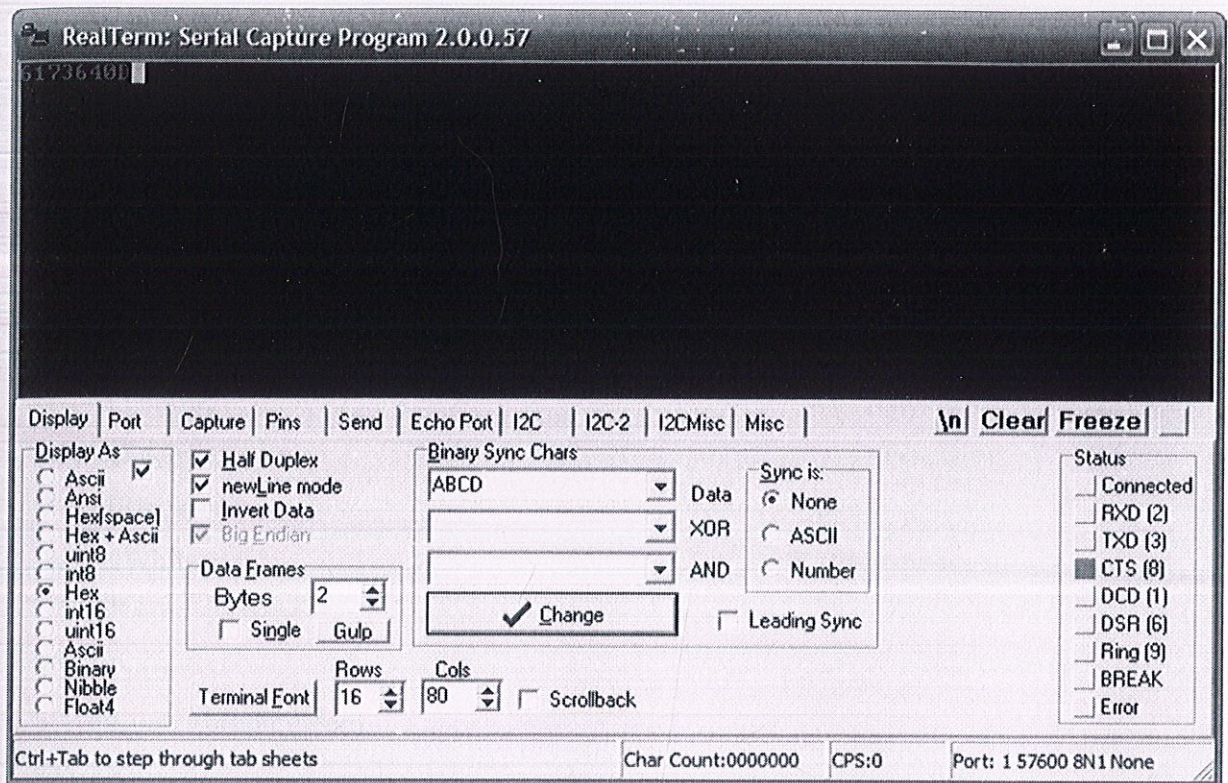 RealTerm: Serial Capture Program 2.0.0.57
6173640D
Display Port Capture Pins Send Echo Port I2C I2C-2 I2CMisc Misc \n Clear Freeze
Display As
Ascii
Ansi
Hex[space]
Hex + Ascii
uint8
int8
Hex
int16
uint16
Ascii
Binary
Nibble
Float4
Half Duplex
newLine mode
Invert Data
Big Endian
Data Frames
Bytes 2
Single Gulp
Binary Sync Chars
ABCD Data
XOR
AND
Change
Sync is:
None
ASCII
Number
Leading Sync
Rows Cols
Terminal Font 16 80 Scrollback
Status
Connected
RXD (2)
TXD (3)
CTS (8)
DCD (1)
DSR (6)
Ring (9)
BREAK
Error
Ctrl+Tab to step through tab sheets Char Count:0000000 CPS:0 Port: 1 57600 8N1 None